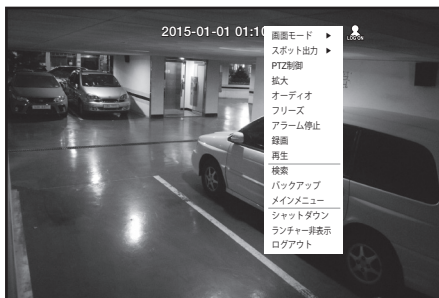 2015-01-01 01:10
LOG ON
画面モード ▶
スポット出力 ▶
PTZ制御
拡大
オーディオ
フリーズ
アラーム停止
録画
再生
検索
バックアップ
メインメニュー
シャットダウン
ランチャー非表示
ログアウト